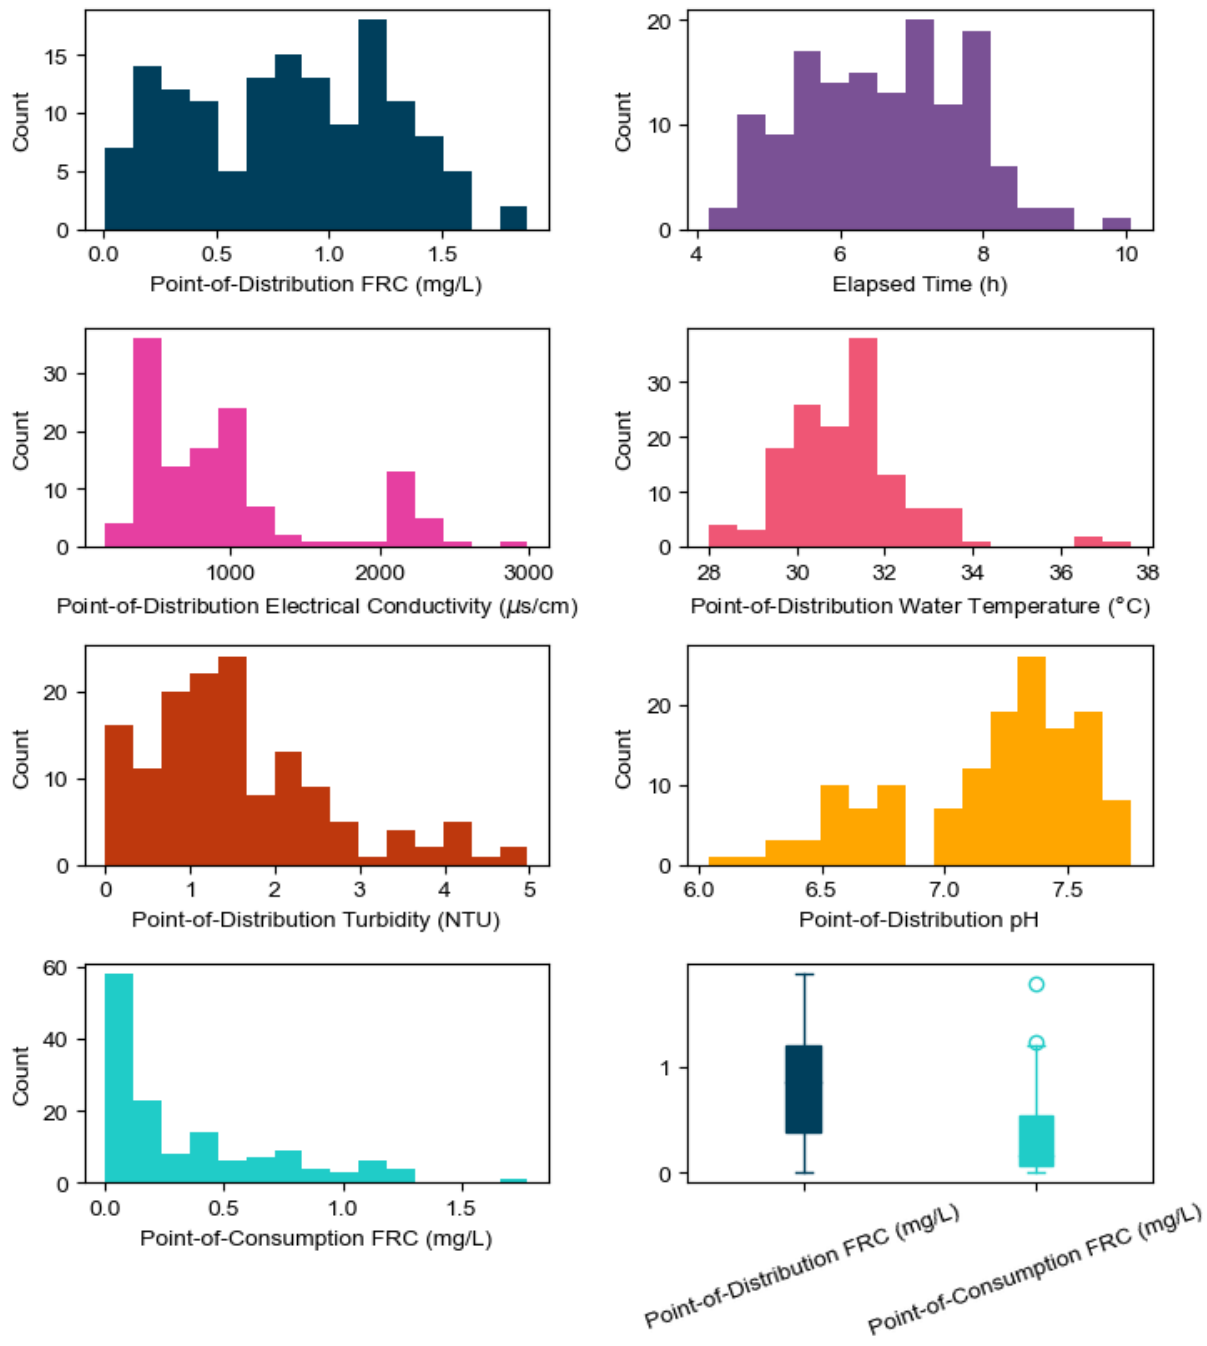 Count
15
10
5
0
0.0 0.5 1.0 1.5
Point-of-Distribution FRC (mg/L)
Count
20
10
0
4 6 8 10
Elapsed Time (h)
Count
30
20
10
0
1000 2000 3000
Point-of-Distribution Electrical Conductivity (μs/cm)
Count
30
20
10
0
28 30 32 34 36 38
Point-of-Distribution Water Temperature (°C)
Count
20
10
0
0 1 2 3 4 5
Point-of-Distribution Turbidity (NTU)
Count
20
10
0
6.0 6.5 7.0 7.5
Point-of-Distribution pH
Count
60
40
20
0
0.0 0.5 1.0 1.5
Point-of-Consumption FRC (mg/L)
1
0
Point-of-Distribution FRC (mg/L)
Point-of-Consumption FRC (mg/L)